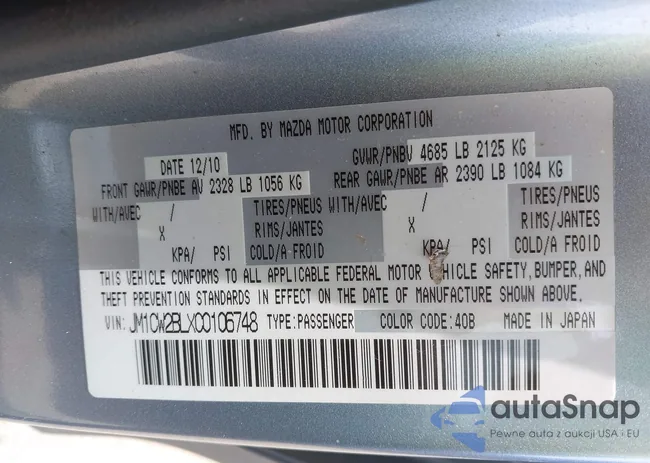 MFD. BY MAZDA MOTOR CORPORATION
DATE 12/10
GVWR/PNBV 4685 LB 2125 KG
FRONT GAWR/PNBE AV 2328 LB 1056 KG
REAR GAWR/PNBE AR 2390 LB 1084 KG
WITH/AVEC / TIRES/PNEUS WITH/AVEC / TIRES/PNEUS
X RIMS/JANTES X RIMS/JANTES
KPA/ PSI COLD/A FROID KPA/ PSI COLD/A FROID
THIS VEHICLE CONFORMS TO ALL APPLICABLE FEDERAL MOTOR VEHICLE SAFETY, BUMPER, AND
THEFT PREVENTION STANDARDS IN EFFECT ON THE DATE OF MANUFACTURE SHOWN ABOVE.
VIN: JM1CW2BLXC0106748 TYPE:PASSENGER COLOR CODE:40B MADE IN JAPAN
autaSnap
Pewne auta z aukcji USA i EU